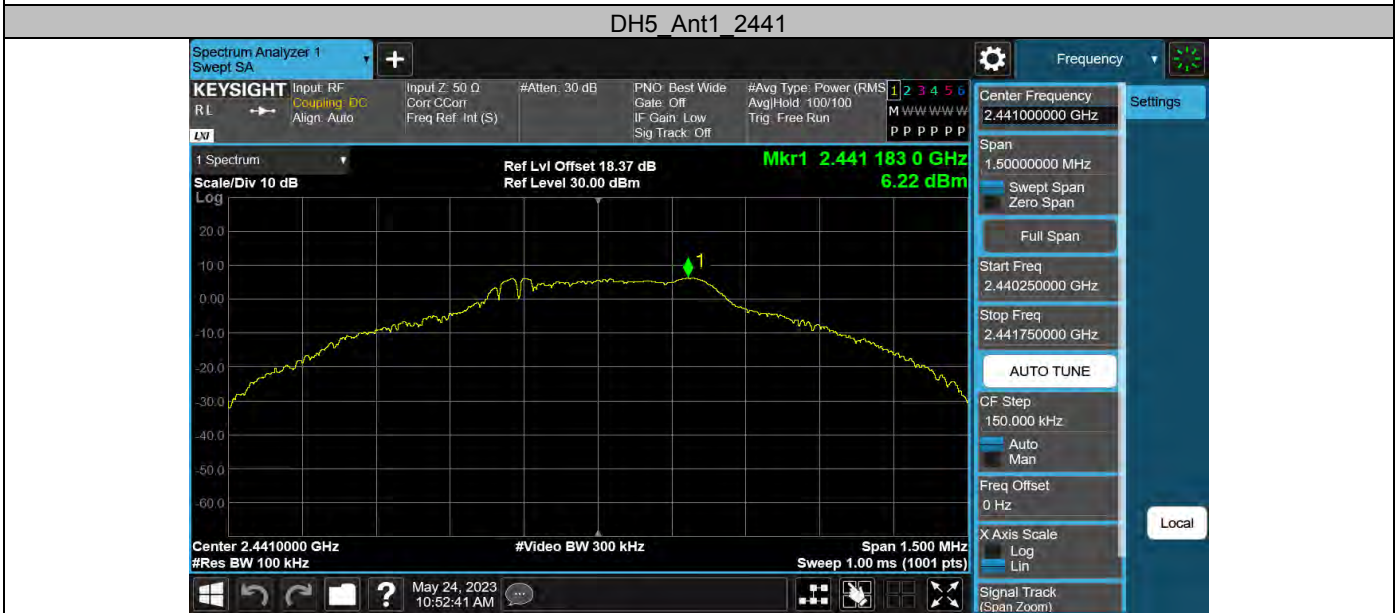 DH5_Ant1_2441
Spectrum Analyzer 1
Swept SA
+
Frequency
KEYSIGHT
RL
LXI
Input: RF
Coupling: DC
Align: Auto
Input Z: 50 Ω
Corr CCorr
Freq Ref: Int (S)
#Atten: 30 dB
PNO: Best Wide
Gate: Off
IF Gain: Low
Sig Track: Off
#Avg Type: Power (RMS
Avg|Hold: 100/100
Trig: Free Run
1 2 3 4 5 6
M W W W W W
P P P P P P
1 Spectrum
Scale/Div 10 dB
Log
Ref Lvl Offset 18.37 dB
Ref Level 30.00 dBm
Mkr1 2.441 183 0 GHz
6.22 dBm
20.0
10.0
0.00
-10.0
-20.0
-30.0
-40.0
-50.0
-60.0
1
Center 2.4410000 GHz
#Res BW 100 kHz
#Video BW 300 kHz
Span 1.500 MHz
Sweep 1.00 ms (1001 pts)
Center Frequency
2.441000000 GHz
Settings
Span
1.50000000 MHz
Swept Span
Zero Span
Full Span
Start Freq
2.440250000 GHz
Stop Freq
2.441750000 GHz
AUTO TUNE
CF Step
150.000 kHz
Auto
Man
Freq Offset
0 Hz
X Axis Scale
Log
Lin
Local
Signal Track
(Span Zoom)
?
May 24, 2023
10:52:41 AM